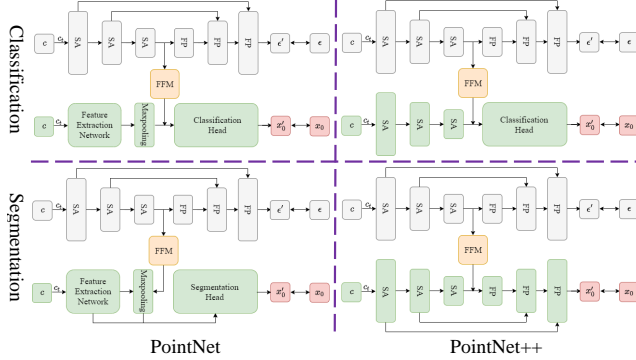 Classification
c c_t SA SA SA FP FP FP ϵ' ϵ
FFM
c c_t Feature Extraction Network Maxpooling Classification Head x'_0 x_0
c c_t SA SA SA FP FP FP ϵ' ϵ
FFM
c c_t SA SA SA Classification Head x'_0 x_0
Segmentation
c c_t SA SA SA FP FP FP ϵ' ϵ
FFM
c c_t Feature Extraction Network Maxpooling Segmentation Head x'_0 x_0
PointNet
c c_t SA SA SA FP FP FP ϵ' ϵ
FFM
c c_t SA SA SA FP FP FP x'_0 x_0
PointNet++